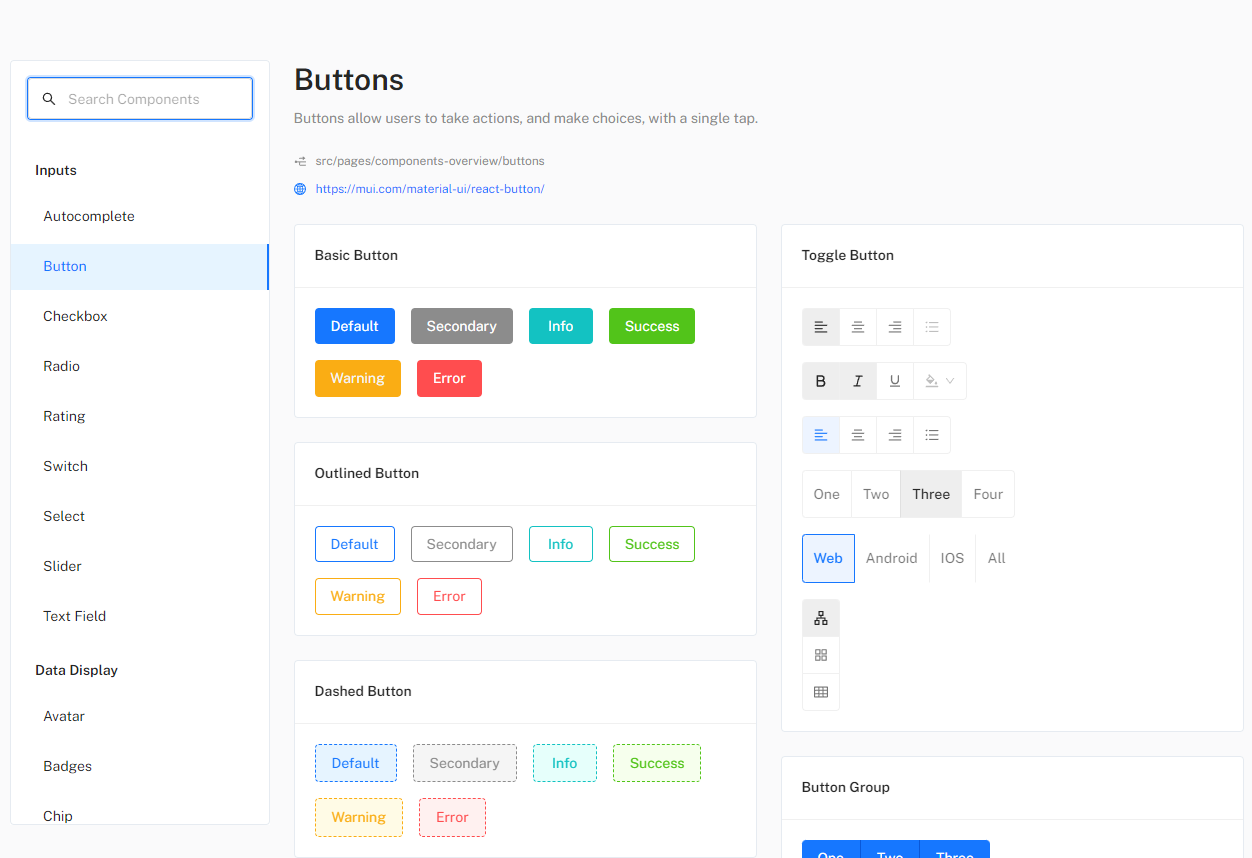 Search Components
Inputs
Autocomplete
Button
Checkbox
Radio
Rating
Switch
Select
Slider
Text Field
Data Display
Avatar
Badges
Chip
Buttons
Buttons allow users to take actions, and make choices, with a single tap.
src/pages/components-overview/buttons
https://mui.com/material-ui/react-button/
Basic Button
Default Secondary Info Success
Warning Error
Outlined Button
Default Secondary Info Success
Warning Error
Dashed Button
Default Secondary Info Success
Warning Error
Toggle Button
B I U
One Two Three Four
Web Android IOS All
Button Group
One Two Three